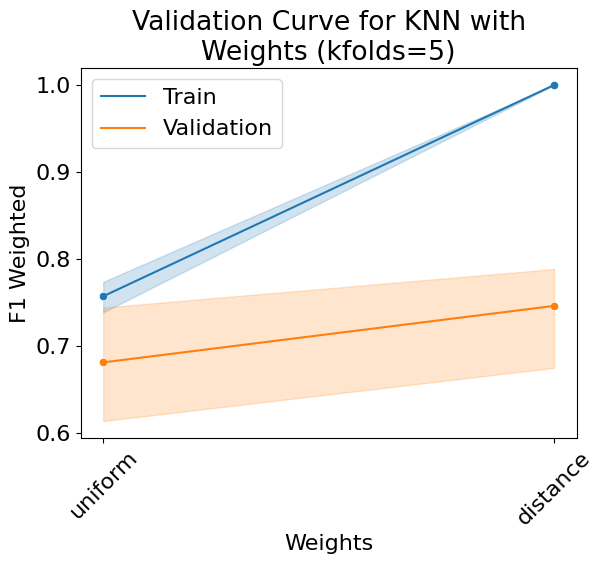 Validation Curve for KNN with
Weights (kfolds=5)
Train
Validation
F1 Weighted
1.0
0.9
0.8
0.7
0.6
uniform
distance
Weights